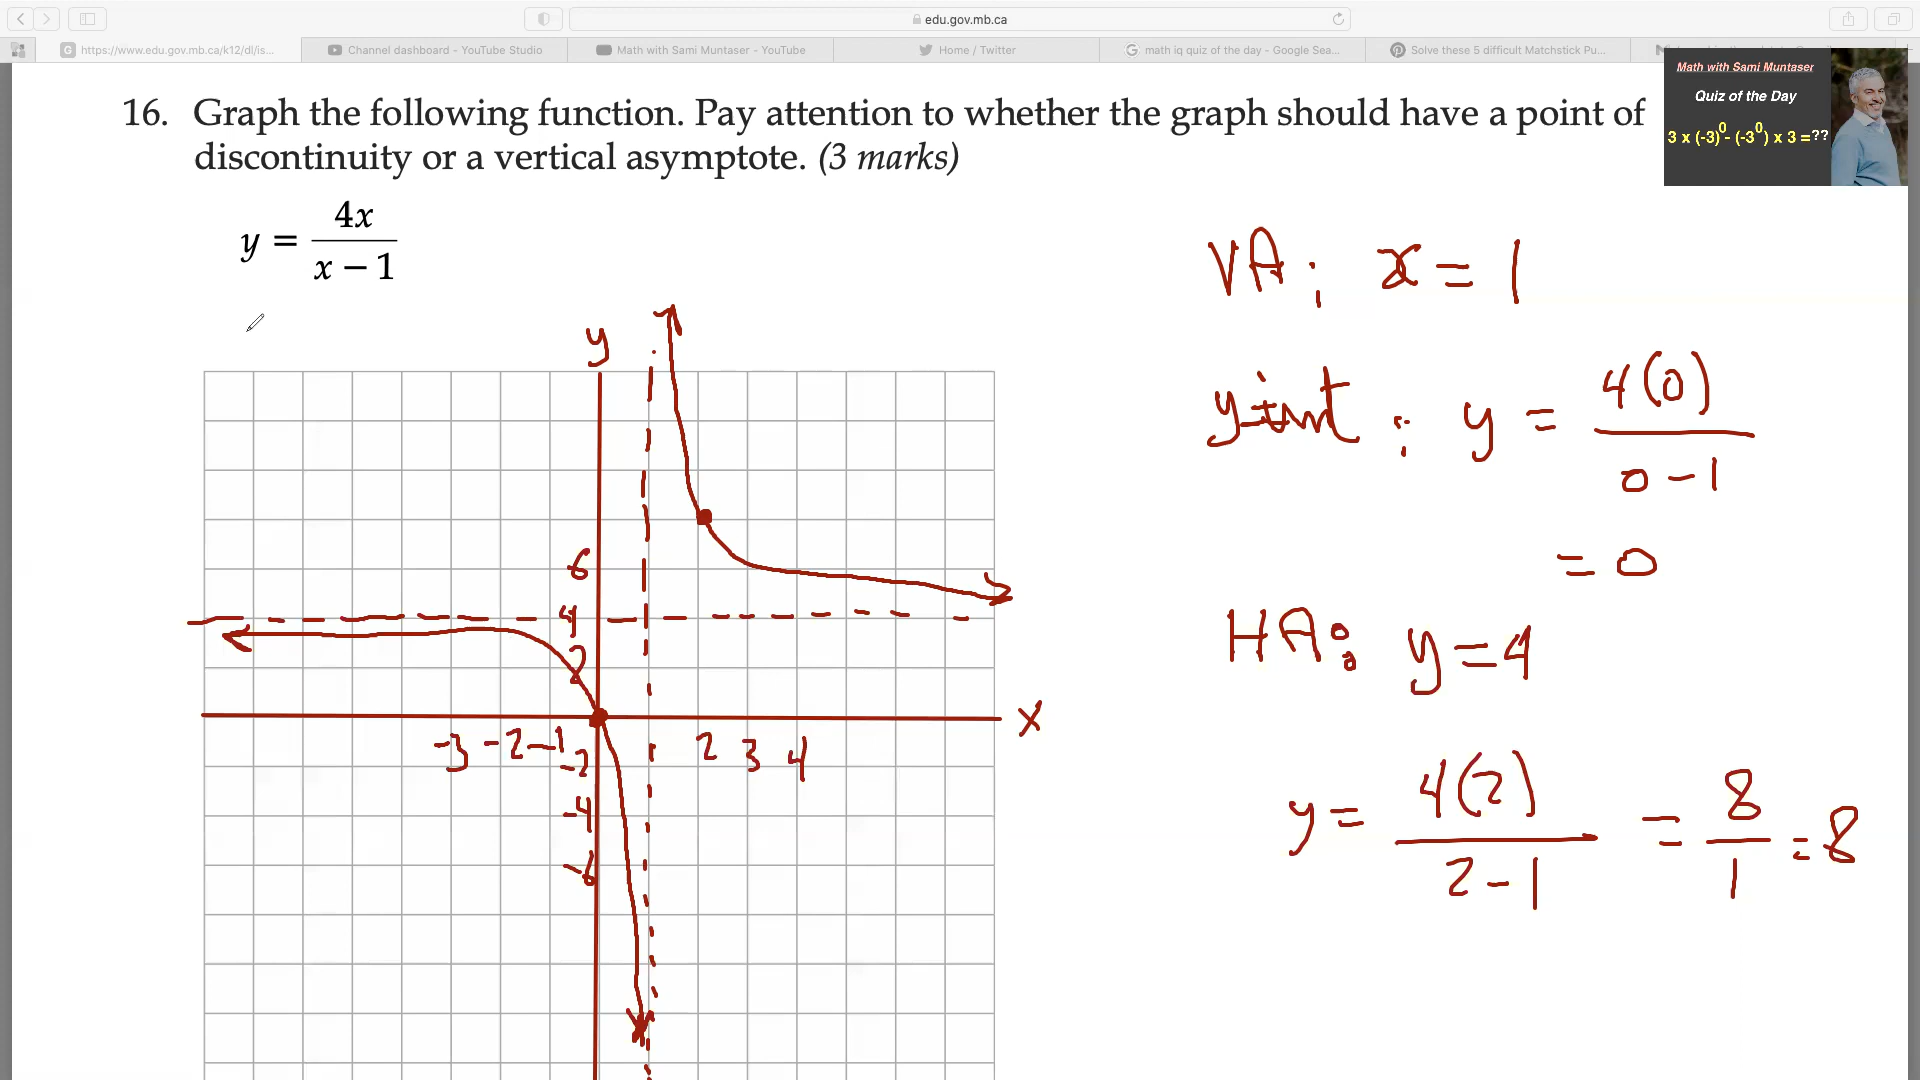 edu.gov.mb.ca
https://www.edu.gov.mb.ca/k12/dl/is...
Channel dashboard - YouTube Studio
Math with Sami Muntaser - YouTube
Home / Twitter
math iq quiz of the day - Google Sea...
Solve these 5 difficult Matchstick Pu...
Math with Sami Muntaser
Quiz of the Day
3 x (-3)⁰- (-3⁰) x 3 =??
16. Graph the following function. Pay attention to whether the graph should have a point of
discontinuity or a vertical asymptote. (3 marks)
y = 4x / x − 1
VA: x = 1
y int : y = 4(0) / 0 - 1
= 0
HA: y = 4
y = 4(2) / 2 - 1 = 8 / 1 = 8
y
6
4
2
x
-3 -2 -1 2 3 4
-2
-4
-6